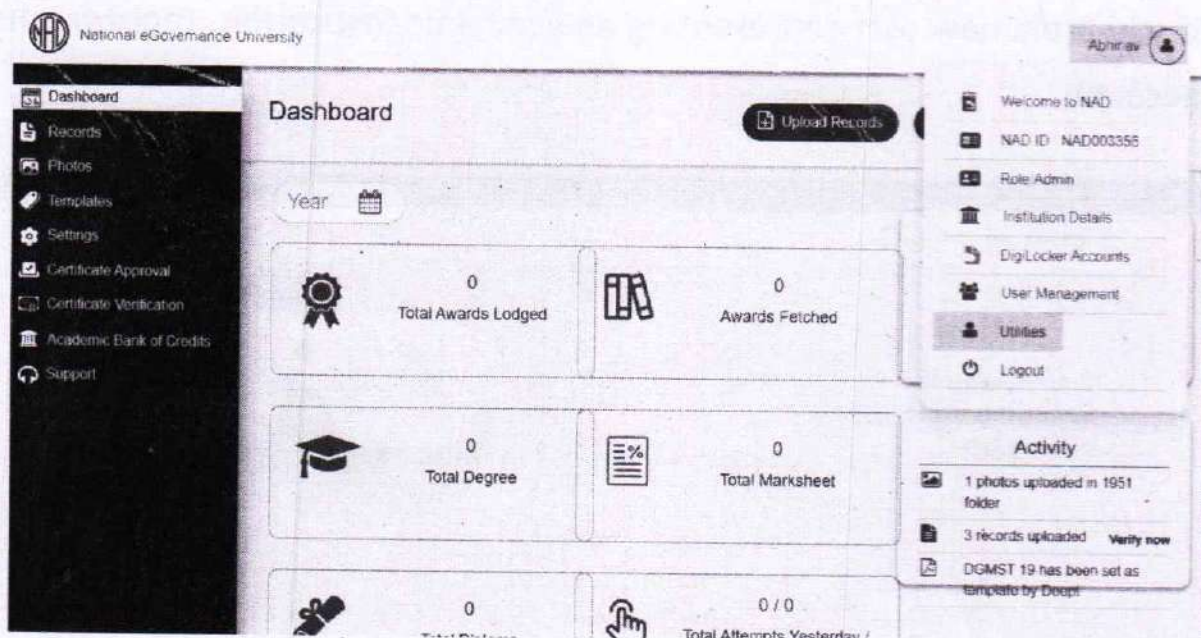 NAD
National eGovernance University
Abhinav
Dashboard
Records
Photos
Templates
Settings
Certificate Approval
Certificate Verification
Academic Bank of Credits
Support
Dashboard
Upload Records
Year
0
Total Awards Lodged
0
Awards Fetched
0
Total Degree
0
Total Marksheet
0
Total Diploma
0 / 0
Total Attempts Yesterday /
Welcome to NAD
NAD ID NAD003356
Role Admin
Institution Details
DigiLocker Accounts
User Management
Utilities
Logout
Activity
1 photos uploaded in 1951
folder
3 records uploaded Verify now
DGMST 19 has been set as
template by Deept